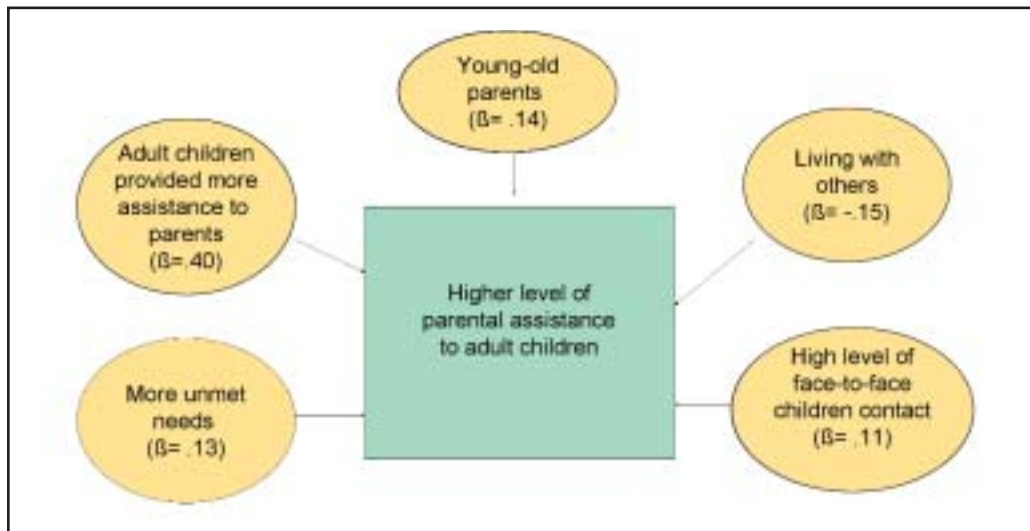 Young-old
parents
(ß= .14)
Adult children
provided more
assistance to
parents
(ß=.40)
Living with
others
(ß= -.15)
Higher level of
parental assistance
to adult children
More unmet
needs
(ß= .13)
High level of
face-to-face
children contact
(ß= .11)